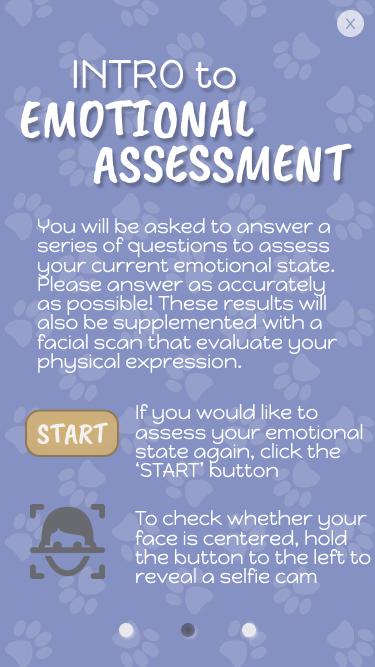 X
INTRO to
EMOTIONAL
ASSESSMENT
You will be asked to answer a
series of questions to assess
your current emotional state.
Please answer as accurately
as possible! These results will
also be supplemented with a
facial scan that evaluate your
physical expression.
START
If you would like to
assess your emotional
state again, click the
‘START’ button
To check whether your
face is centered, hold
the button to the left to
reveal a selfie cam